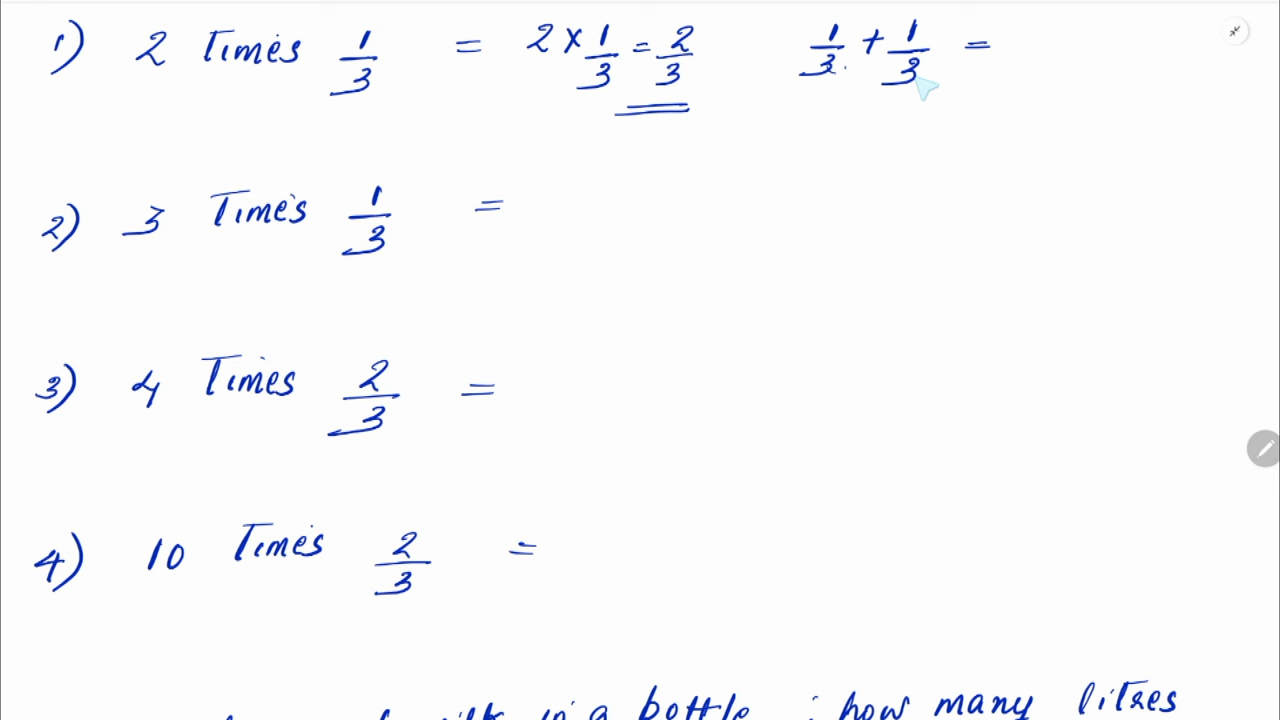 1) 2 Times 1/3 = 2 × 1/3 = 2/3 1/3 + 1/3 =
2) 3 Times 1/3 =
3) 4 Times 2/3 =
4) 10 Times 2/3 =
in a bottle ; how many litres